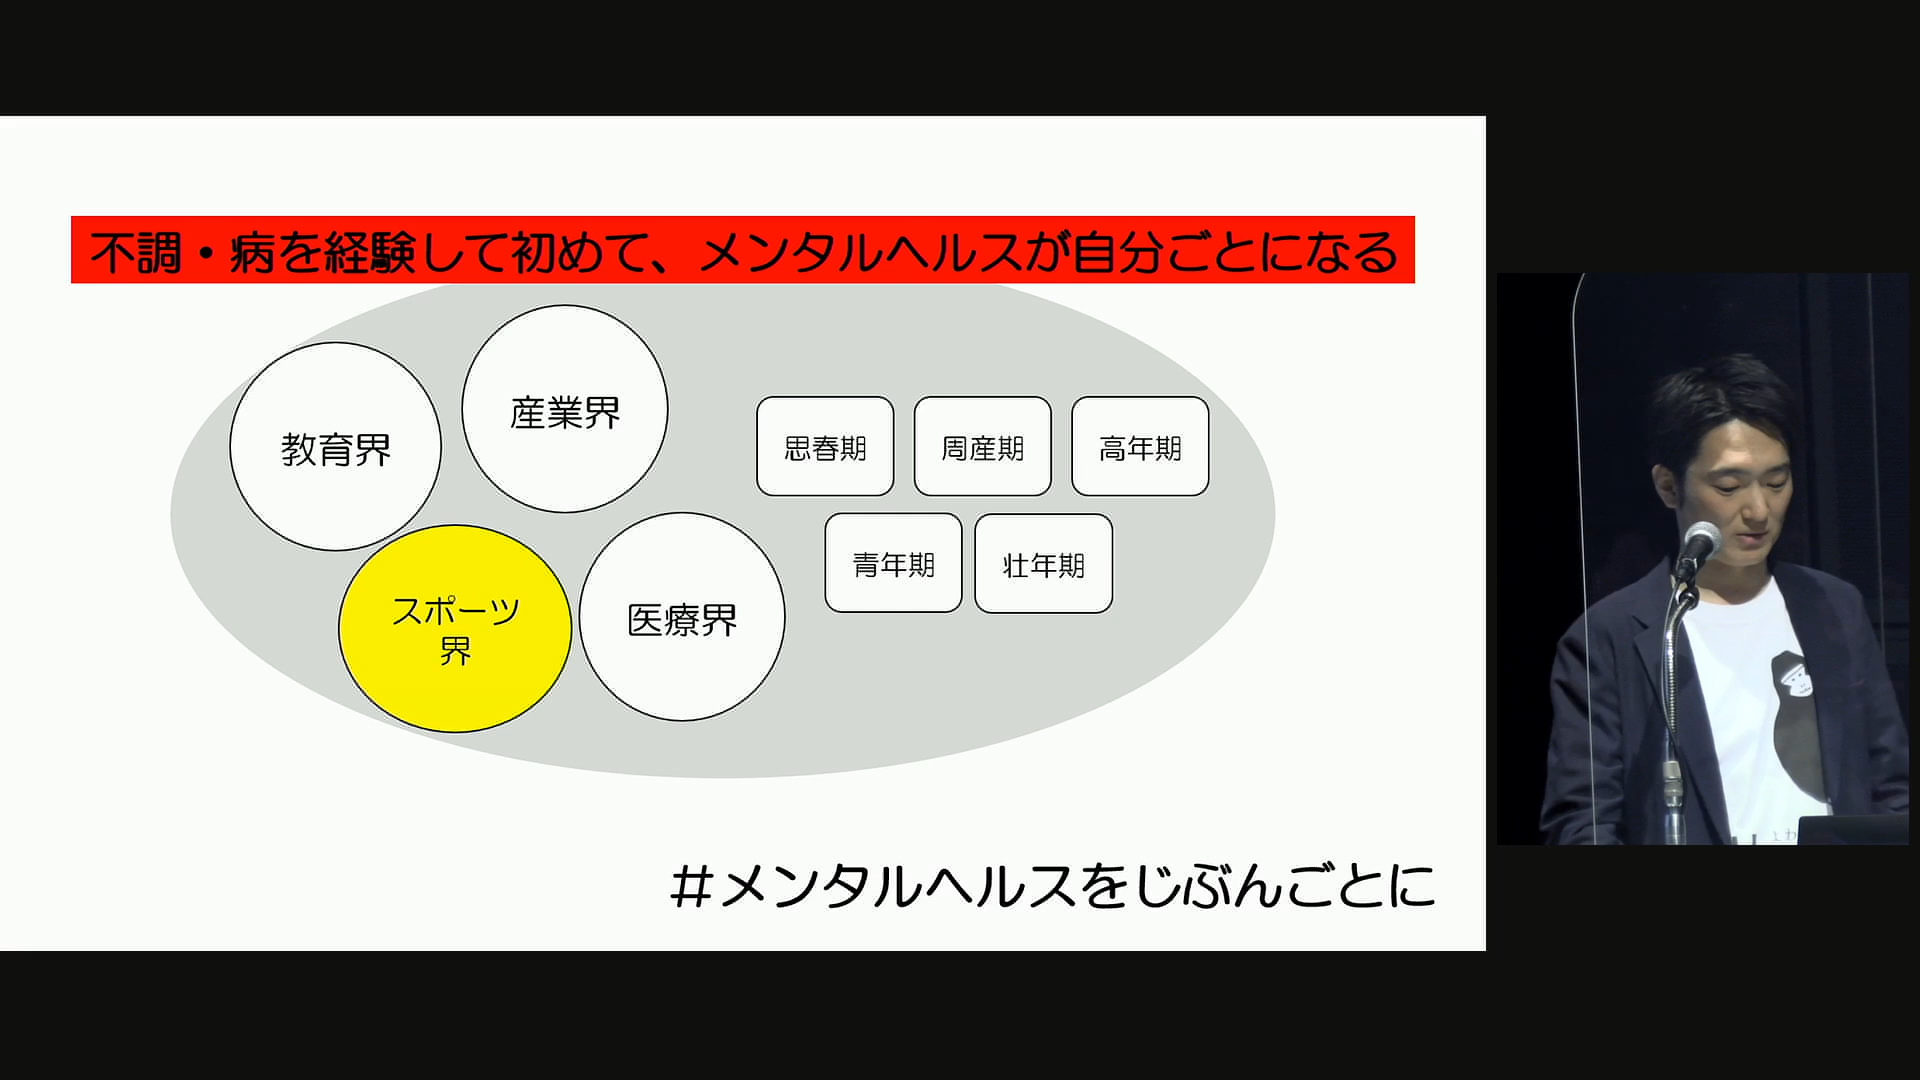 不調・病を経験して初めて、メンタルヘルスが自分ごとになる
教育界
産業界
スポーツ
界
医療界
思春期
周産期
高年期
青年期
壮年期
＃メンタルヘルスをじぶんごとに